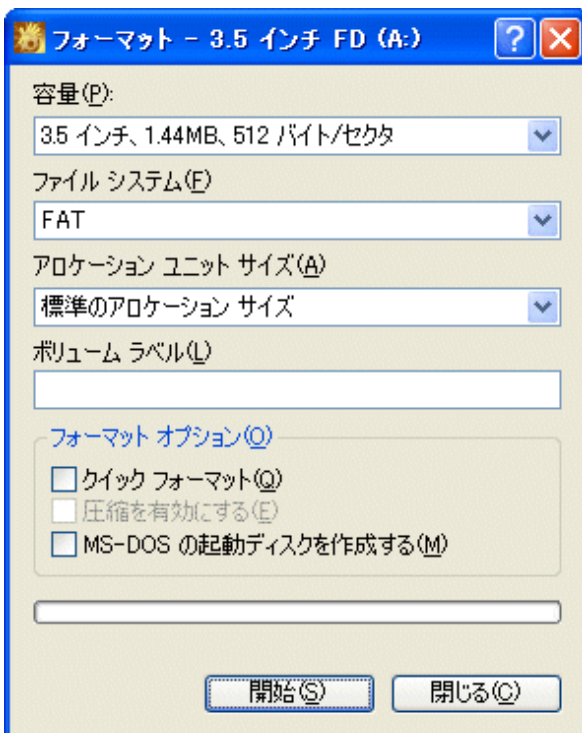 フォーマット - 3.5 インチ FD (A:)
容量(P):
3.5 インチ、1.44MB、512 バイト/セクタ
ファイル システム(F)
FAT
アロケーション ユニット サイズ(A)
標準のアロケーション サイズ
ボリューム ラベル(L)
フォーマット オプション(O)
クイック フォーマット(Q)
圧縮を有効にする(E)
MS-DOS の起動ディスクを作成する(M)
開始(S) 閉じる(C)